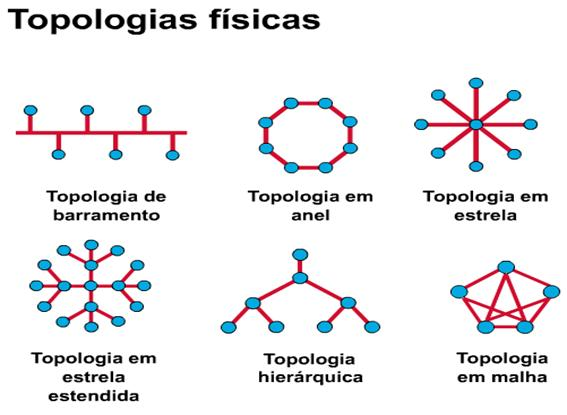 Topologias físicas
Topologia de
barramento
Topologia em
anel
Topologia em
estrela
Topologia em
estrela
estendida
Topologia
hierárquica
Topologia
em malha